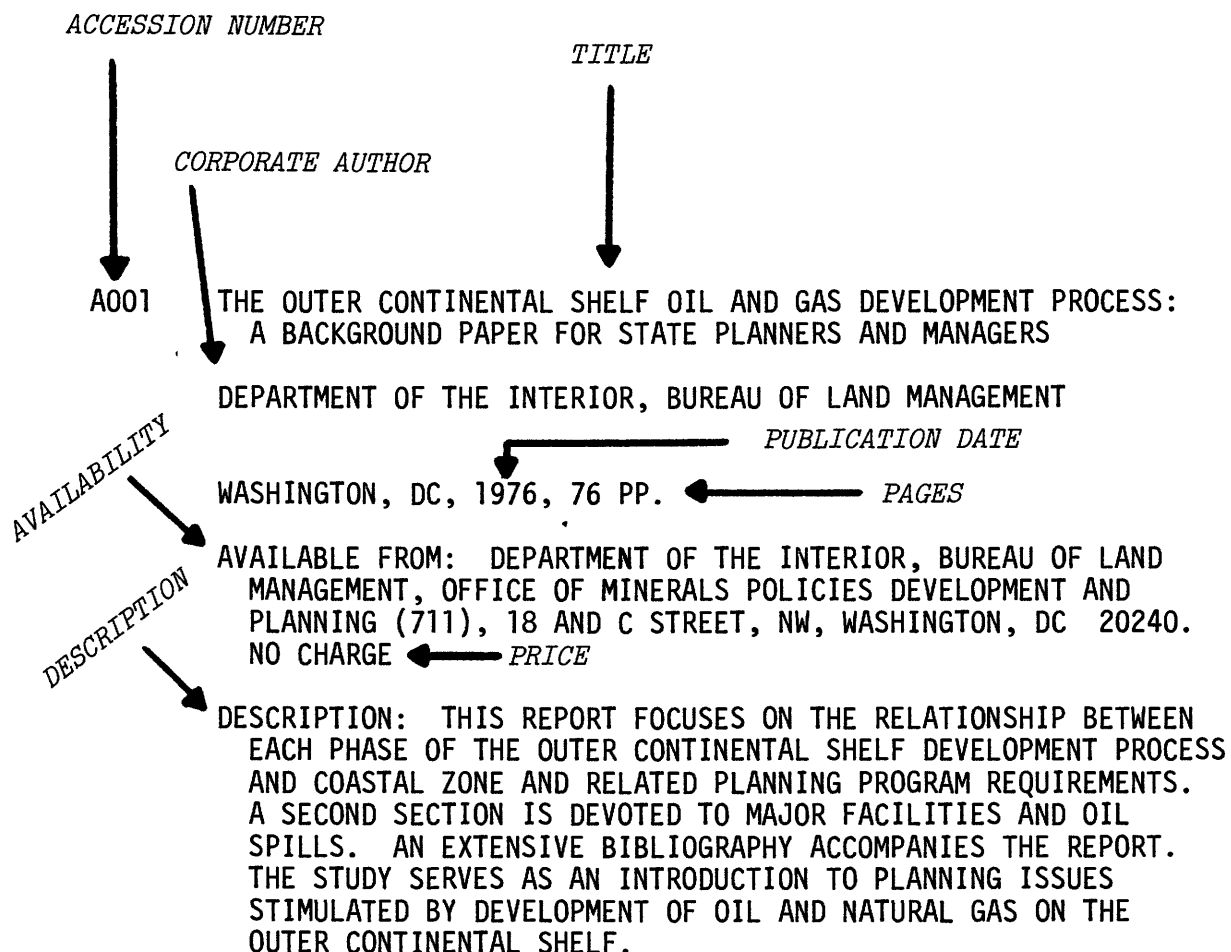 ACCESSION NUMBER
TITLE
CORPORATE AUTHOR
A001 THE OUTER CONTINENTAL SHELF OIL AND GAS DEVELOPMENT PROCESS:
A BACKGROUND PAPER FOR STATE PLANNERS AND MANAGERS
DEPARTMENT OF THE INTERIOR, BUREAU OF LAND MANAGEMENT
AVAILABILITY
PUBLICATION DATE
WASHINGTON, DC, 1976, 76 PP.
PAGES
AVAILABLE FROM: DEPARTMENT OF THE INTERIOR, BUREAU OF LAND
MANAGEMENT, OFFICE OF MINERALS POLICIES DEVELOPMENT AND
PLANNING (711), 18 AND C STREET, NW, WASHINGTON, DC 20240.
NO CHARGE
PRICE
DESCRIPTION
DESCRIPTION: THIS REPORT FOCUSES ON THE RELATIONSHIP BETWEEN
EACH PHASE OF THE OUTER CONTINENTAL SHELF DEVELOPMENT PROCESS
AND COASTAL ZONE AND RELATED PLANNING PROGRAM REQUIREMENTS.
A SECOND SECTION IS DEVOTED TO MAJOR FACILITIES AND OIL
SPILLS. AN EXTENSIVE BIBLIOGRAPHY ACCOMPANIES THE REPORT.
THE STUDY SERVES AS AN INTRODUCTION TO PLANNING ISSUES
STIMULATED BY DEVELOPMENT OF OIL AND NATURAL GAS ON THE
OUTER CONTINENTAL SHELF.